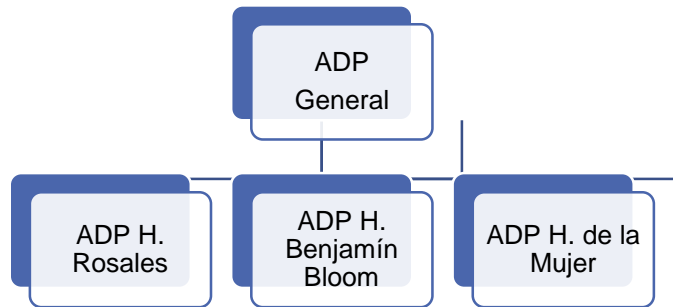 ADP
General
ADP H.
Rosales
ADP H.
Benjamín
Bloom
ADP H. de la
Mujer